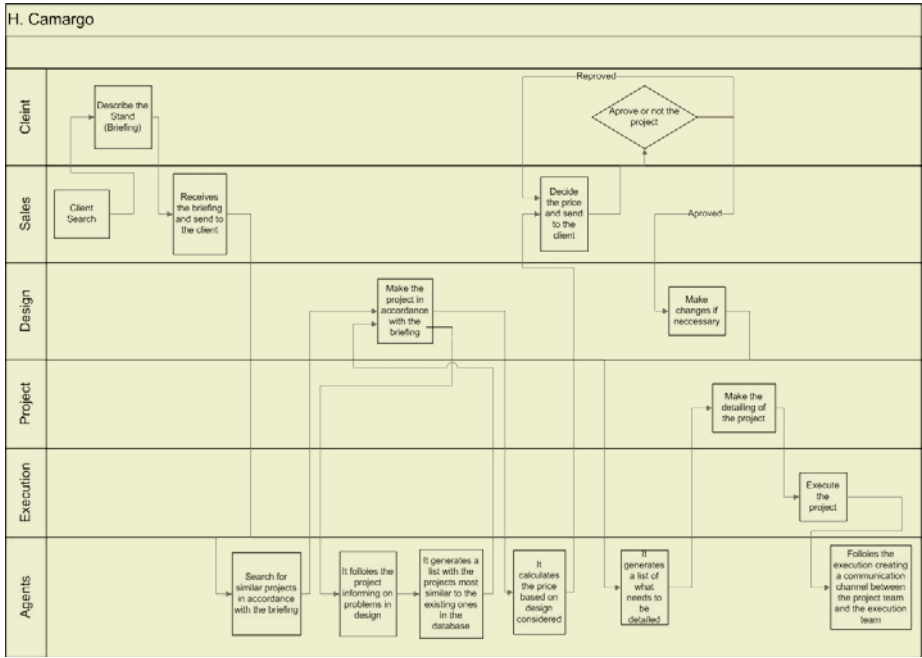 H. Camargo
Cleint
Describe the
Stand
(Briefing)
Reproved
Aprove or not the
project
Sales
Client
Search
Receives
the briefing
and send to
the client
Decide
the price
and send
to the
client
Aproved
Design
Make the
project in
accordance
with the
briefing
Make
changes if
neccessary
Project
Make the
detailing of
the project
Execution
Execute
the
project
Agents
Search for
similar projects
in accordance
with the briefing
It folloies the
project
informing on
problems in
design
It generates a
list with the
projects most
similar to the
existing ones
in the
database
It
calculates
the price
based on
design
considered
It
generates
a list of
what
needs to
be
detailed
Folloies the
execution creating
a communication
channel between
the project team
and the execution
team